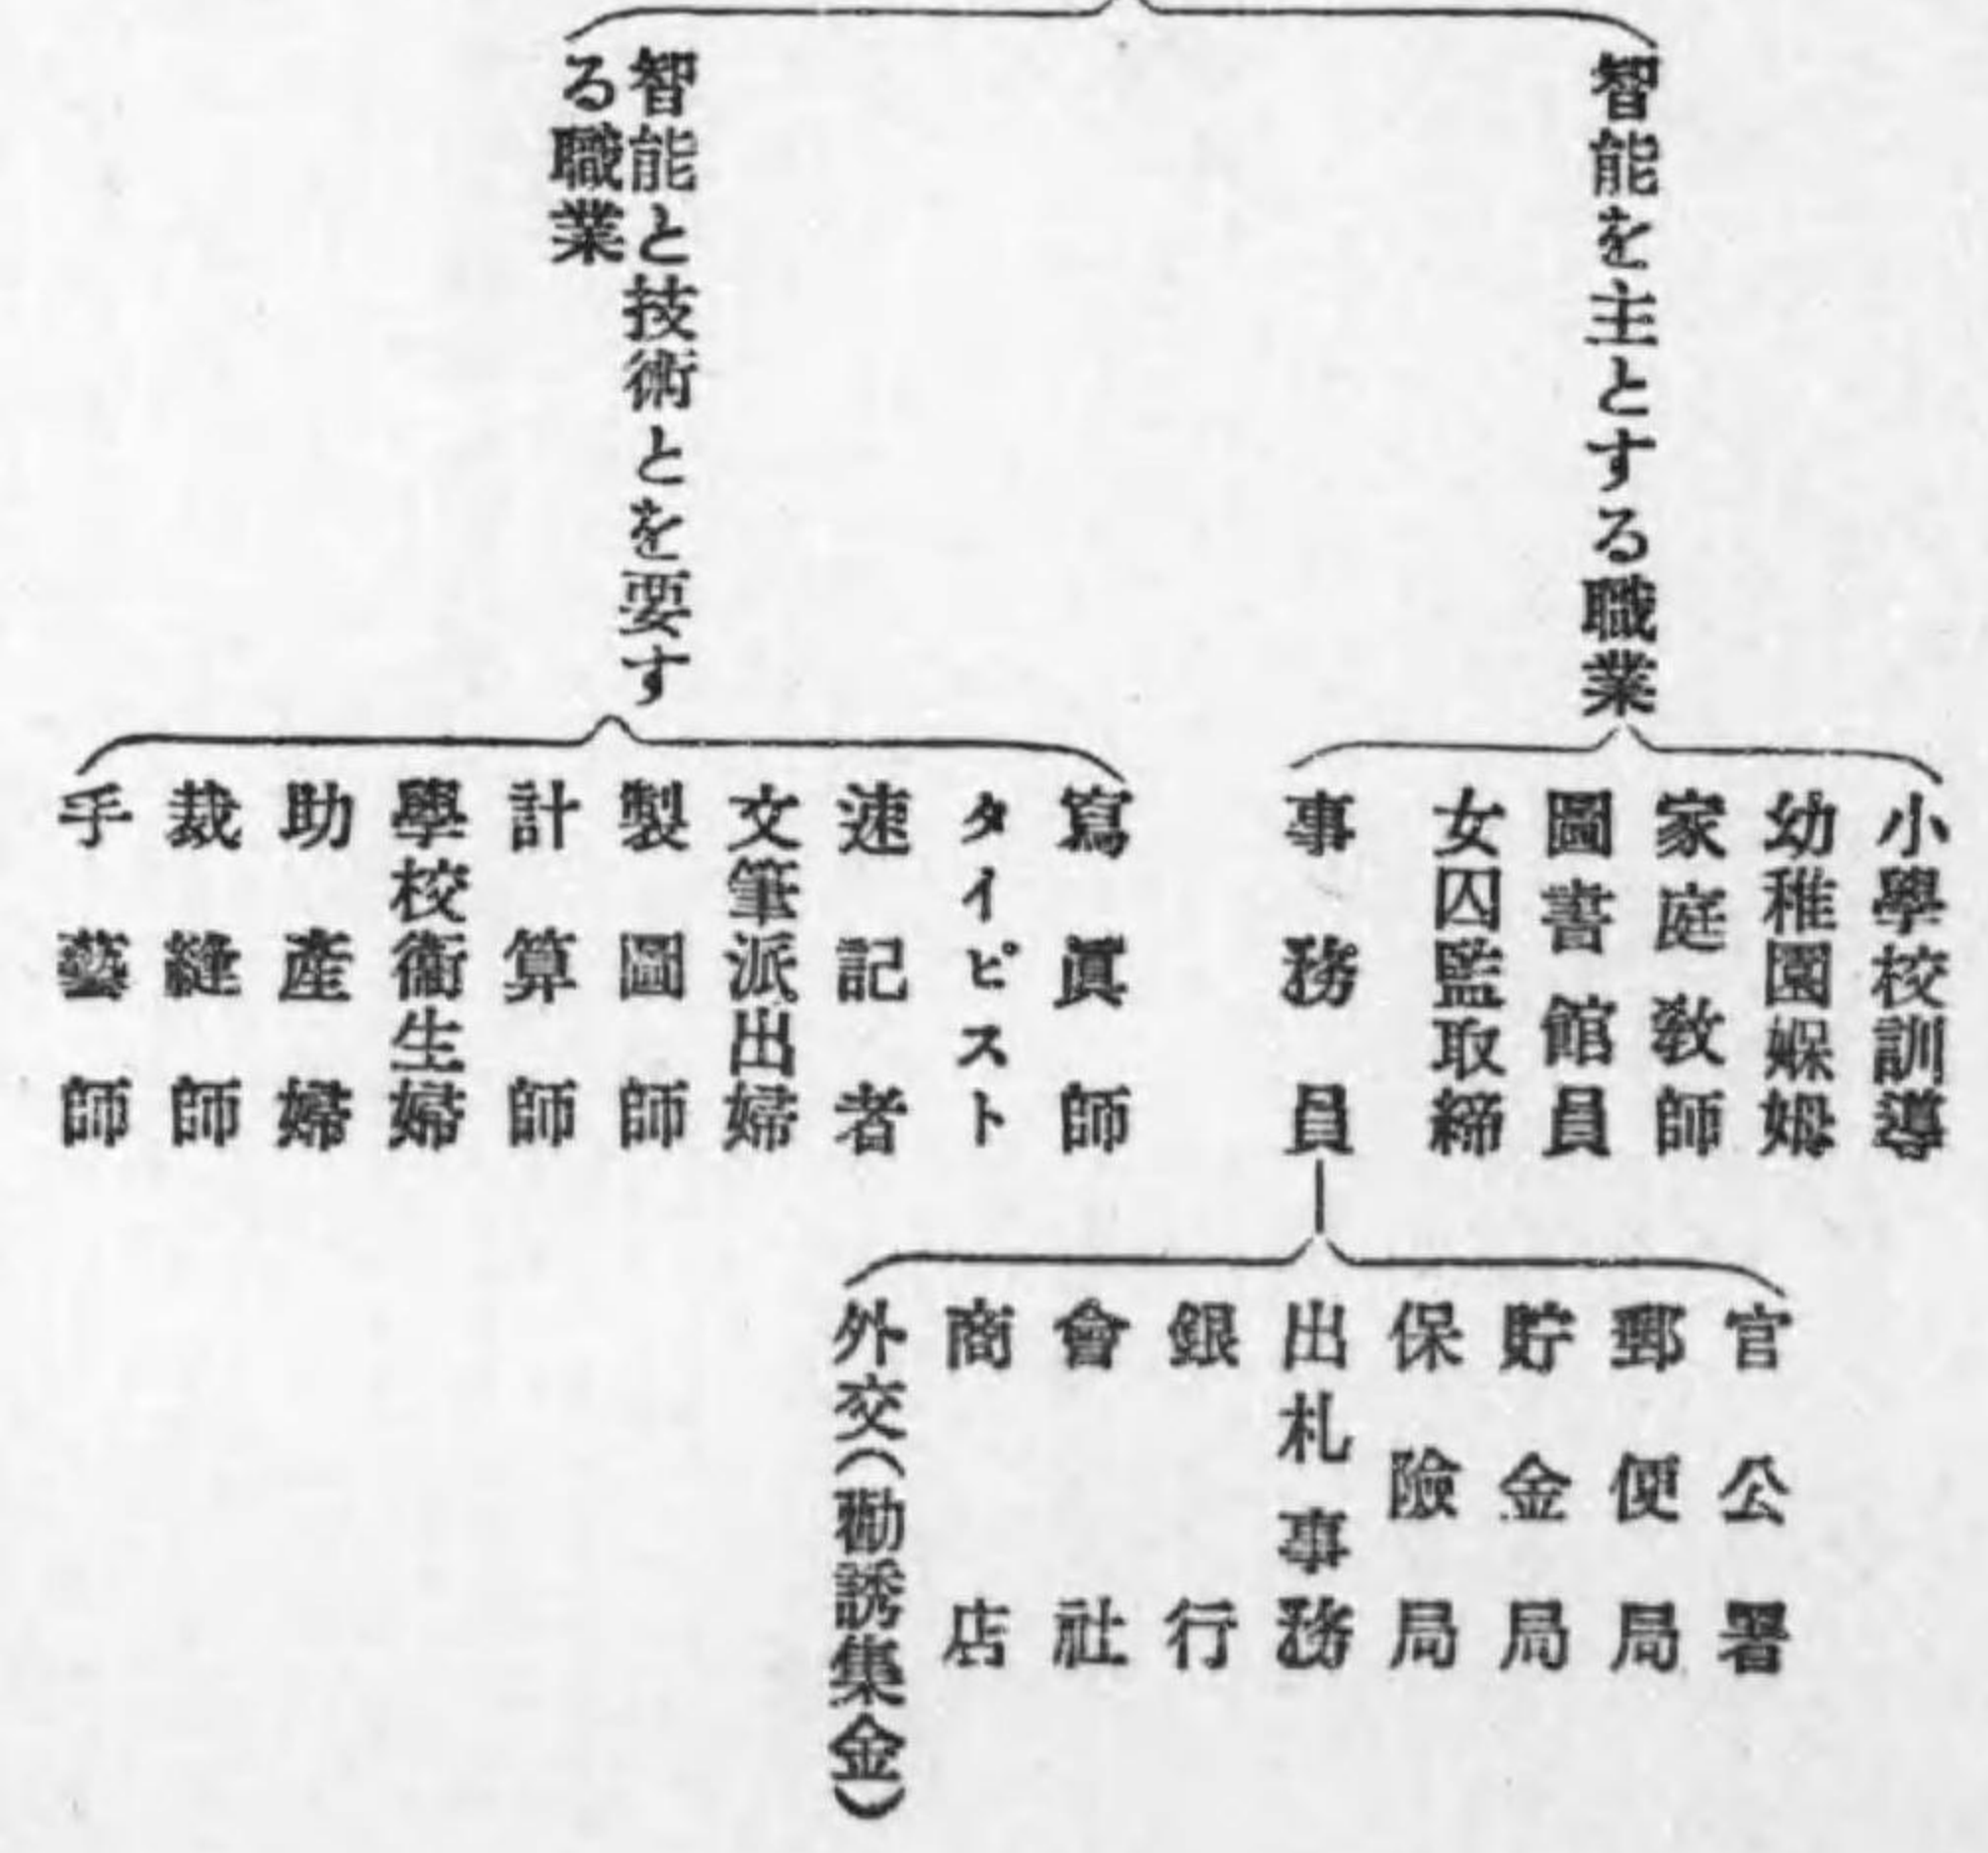 智能を主とする職業
小學校訓導
幼稚園媬姆
家庭敎師
圖書館員
女囚監取締
事務員
官公署
郵便局
貯金局
保險局
出札事務
銀行
會社
商店
外交(勸誘集金)
智能と技術とを要す
る職業
寫眞師
タイピスト
速記者
文筆派出婦
製圖師
計算師
學校衞生婦
助產婦
裁縫師
手藝師